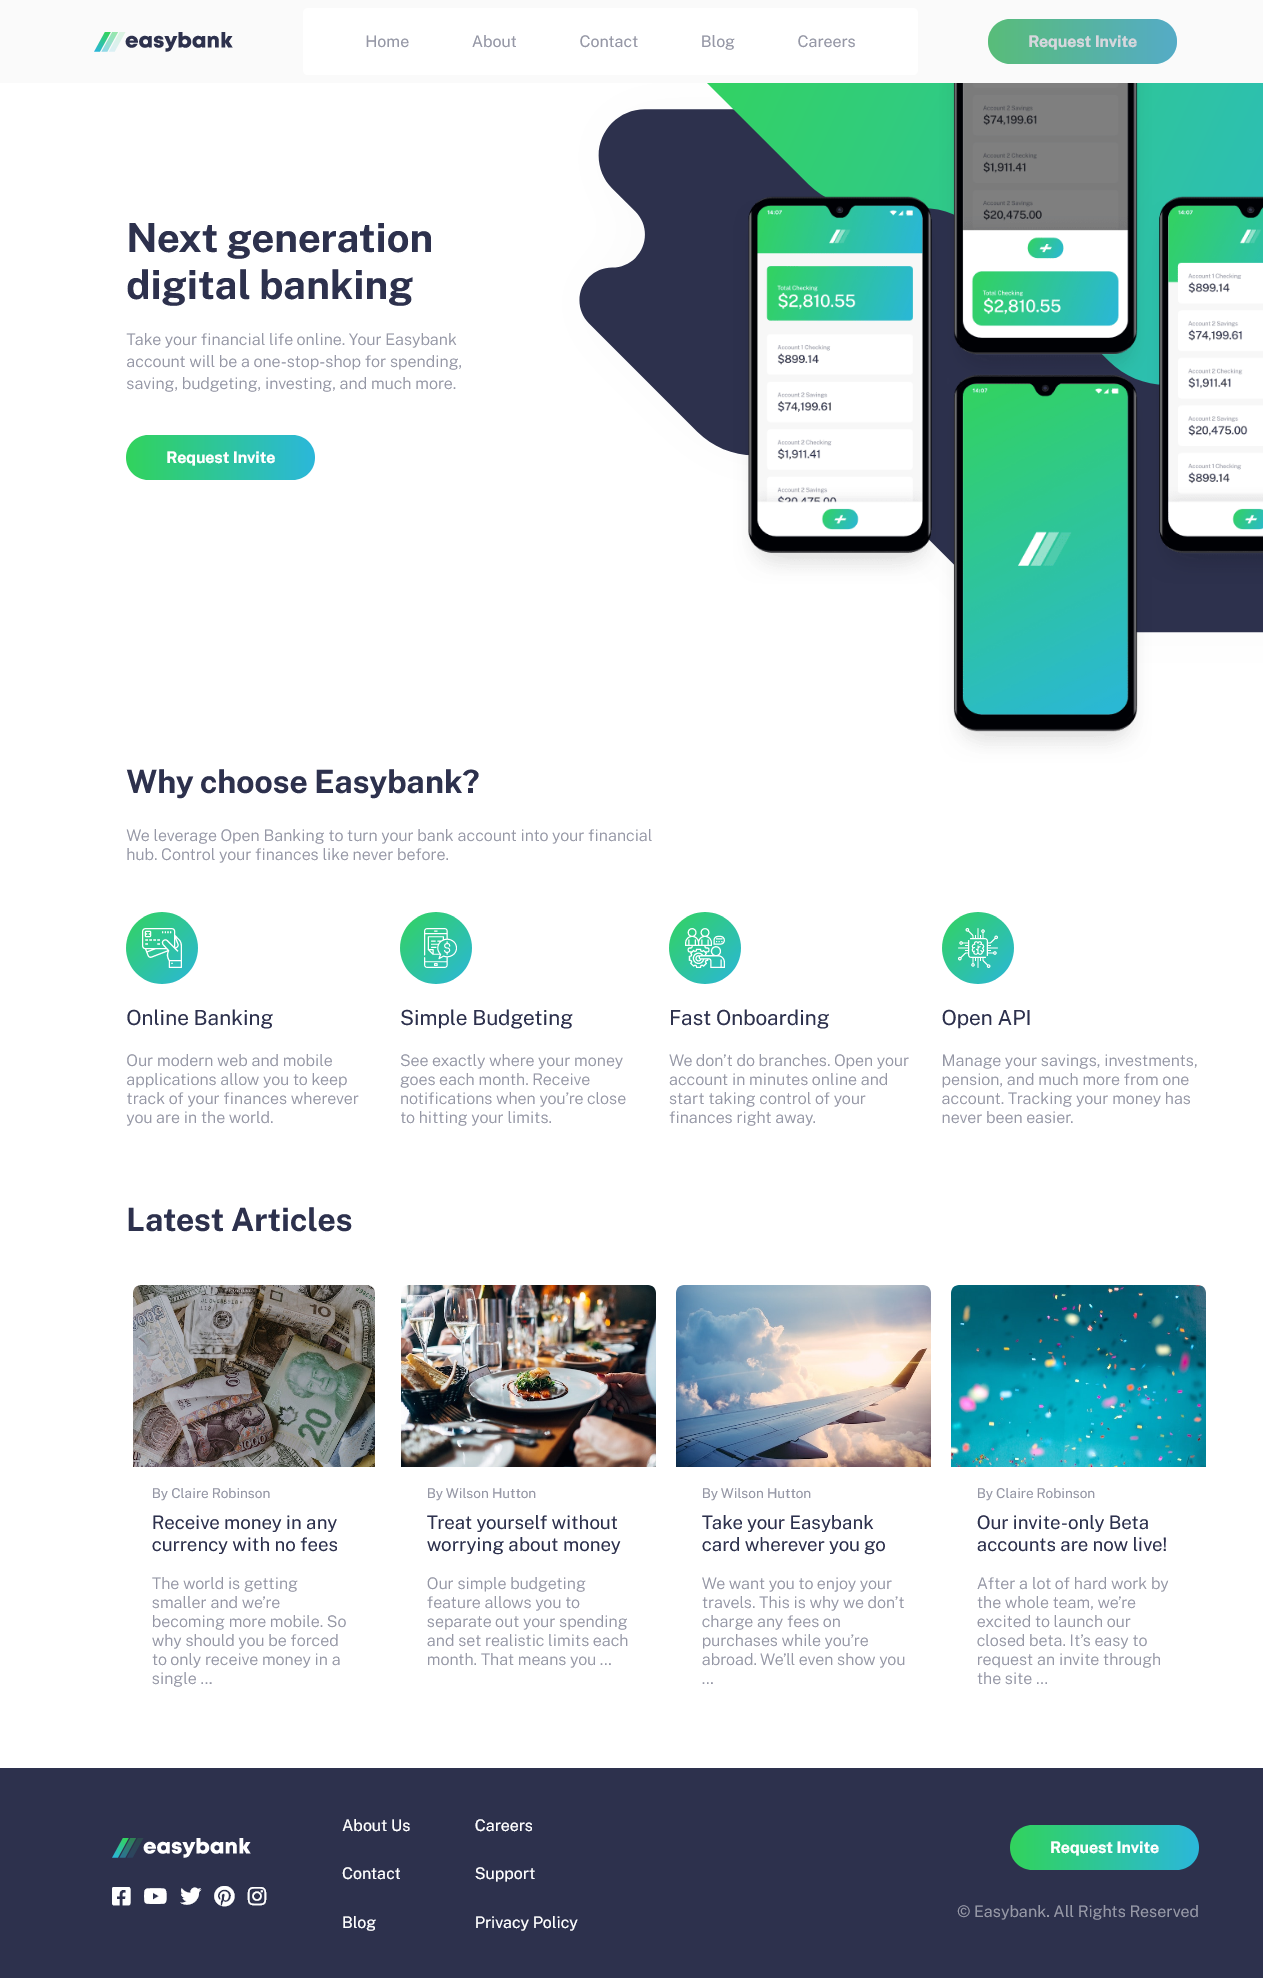 easybank
Home
About
Contact
Blog
Careers
Request Invite
Next generation
digital banking
Take your financial life online. Your Easybank
account will be a one-stop-shop for spending,
saving, budgeting, investing, and much more.
Request Invite
14:07
Total Checking
$2,810.55
Account 1 Checking
$899.14
Account 2 Savings
$74,199.61
Account 2 Checking
$1,911.41
Account 2 Savings
$20,475.00
Account 2 Savings
$74,199.61
Account 2 Checking
$1,911.41
Account 2 Savings
$20,475.00
Total Checking
$2,810.55
14:07
14:07
Account 1 Checking
$899.14
Account 2 Savings
$74,199.61
Account 2 Checking
$1,911.41
Account 2 Savings
$20,475.00
Account 1 Checking
$899.14
Why choose Easybank?
We leverage Open Banking to turn your bank account into your financial
hub. Control your finances like never before.
Online Banking
Our modern web and mobile
applications allow you to keep
track of your finances wherever
you are in the world.
Simple Budgeting
See exactly where your money
goes each month. Receive
notifications when you’re close
to hitting your limits.
Fast Onboarding
We don’t do branches. Open your
account in minutes online and
start taking control of your
finances right away.
Open API
Manage your savings, investments,
pension, and much more from one
account. Tracking your money has
never been easier.
Latest Articles
10
20
1000
By Claire Robinson
Receive money in any
currency with no fees
The world is getting
smaller and we’re
becoming more mobile. So
why should you be forced
to only receive money in a
single ...
By Wilson Hutton
Treat yourself without
worrying about money
Our simple budgeting
feature allows you to
separate out your spending
and set realistic limits each
month. That means you ...
By Wilson Hutton
Take your Easybank
card wherever you go
We want you to enjoy your
travels. This is why we don’t
charge any fees on
purchases while you’re
abroad. We’ll even show you
...
By Claire Robinson
Our invite-only Beta
accounts are now live!
After a lot of hard work by
the whole team, we’re
excited to launch our
closed beta. It’s easy to
request an invite through
the site ...
easybank
About Us
Contact
Blog
Careers
Support
Privacy Policy
Request Invite
© Easybank. All Rights Reserved